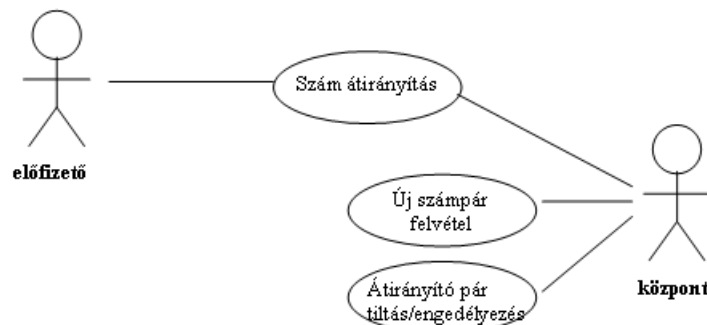 Szám átirányítás
előfizető
Új számpár
felvétel
Átirányító pár
tiltás/engedélyezés
központ